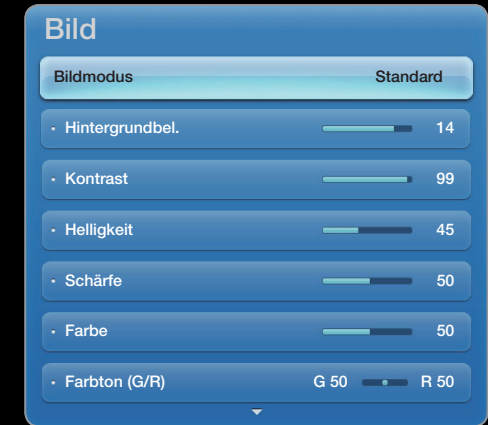 Bild
Bildmodus Standard
· Hintergrundbel. 14
· Kontrast 99
· Helligkeit 45
· Schärfe 50
· Farbe 50
· Farbton (G/R) G 50 R 50